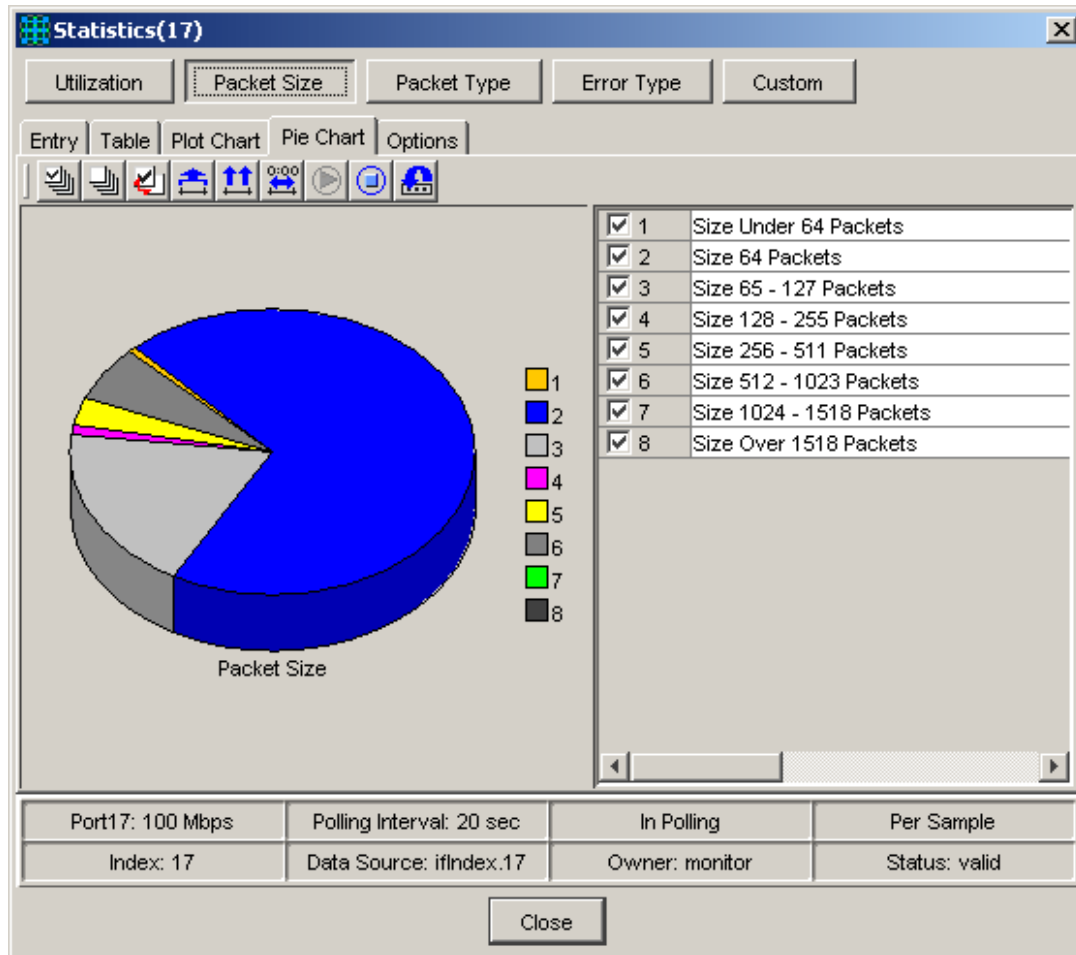 Statistics(17)
Utilization Packet Size Packet Type Error Type Custom
Entry Table Plot Chart Pie Chart Options
0:00
1 Size Under 64 Packets
2 Size 64 Packets
3 Size 65 - 127 Packets
4 Size 128 - 255 Packets
5 Size 256 - 511 Packets
6 Size 512 - 1023 Packets
7 Size 1024 - 1518 Packets
8 Size Over 1518 Packets
1
2
3
4
5
6
7
8
Packet Size
Port17: 100 Mbps Polling Interval: 20 sec In Polling Per Sample
Index: 17 Data Source: ifIndex.17 Owner: monitor Status: valid
Close